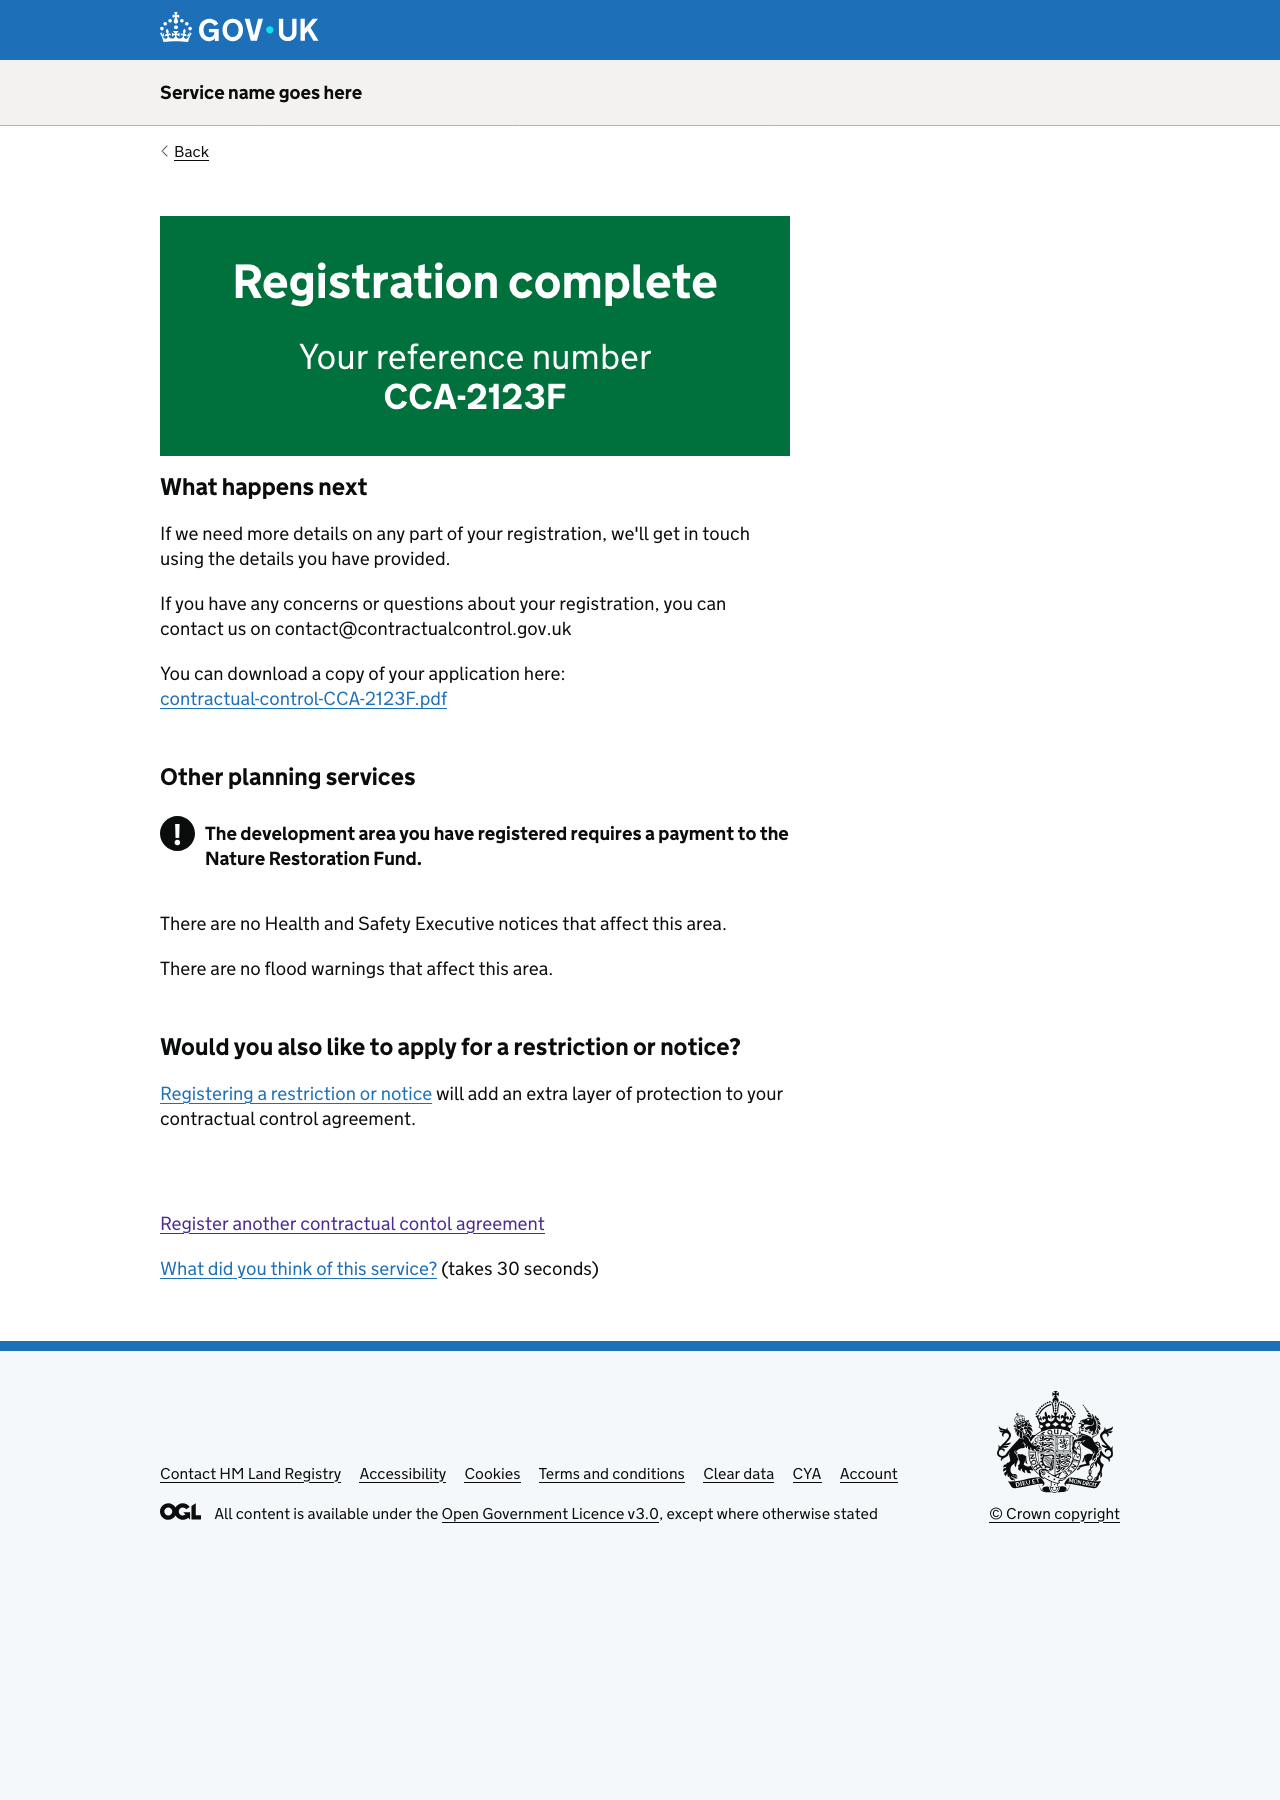 GOV·UK
Service name goes here
Back
Registration complete
Your reference number
CCA-2123F
What happens next
If we need more details on any part of your registration, we'll get in touch
using the details you have provided.
If you have any concerns or questions about your registration, you can
contact us on contact@contractualcontrol.gov.uk
You can download a copy of your application here:
contractual-control-CCA-2123F.pdf
Other planning services
! The development area you have registered requires a payment to the
Nature Restoration Fund.
There are no Health and Safety Executive notices that affect this area.
There are no flood warnings that affect this area.
Would you also like to apply for a restriction or notice?
Registering a restriction or notice will add an extra layer of protection to your
contractual control agreement.
Register another contractual contol agreement
What did you think of this service? (takes 30 seconds)
Contact HM Land Registry Accessibility Cookies Terms and conditions Clear data CYA Account
OGL All content is available under the Open Government Licence v3.0, except where otherwise stated
© Crown copyright